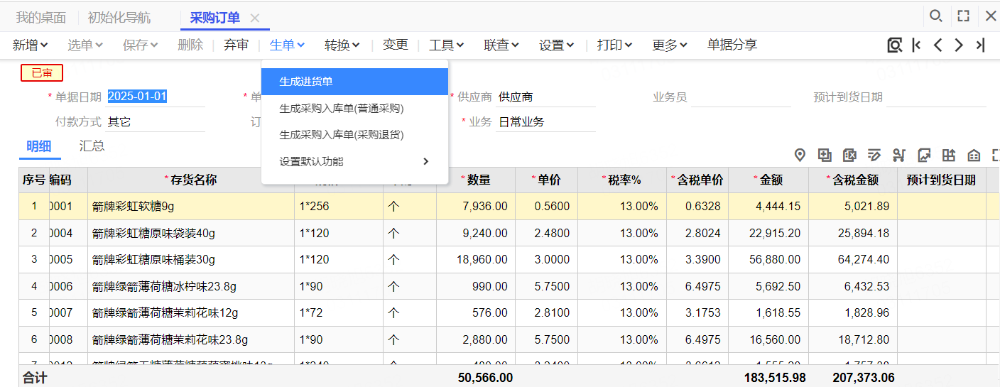 我的桌面 初始化导航 采购订单
新增 选单 保存 删除 弃审 生单 转换 变更 工具 联查 设置 打印 更多 单据分享
已审
生成进货单
* 单据日期 2025-01-01 * 单 * 供应商 供应商 业务员 预计到货日期
生成采购入库单(普通采购)
付款方式 其它 订 * 业务 日常业务
生成采购入库单(采购退货)
明细 汇总
设置默认功能
序号 编码 *存货名称 *数量 *单价 *税率% *含税单价 *金额 *含税金额 预计到货日期
1 0001 箭牌彩虹软糖9g 1*256 个 7,936.00 0.5600 13.00% 0.6328 4,444.15 5,021.89
2 0004 箭牌彩虹糖原味袋装40g 1*120 个 9,240.00 2.4800 13.00% 2.8024 22,915.20 25,894.18
3 0005 箭牌彩虹糖原味桶装30g 1*120 个 18,960.00 3.0000 13.00% 3.3900 56,880.00 64,274.40
4 0006 箭牌绿箭薄荷糖冰柠味23.8g 1*90 个 990.00 5.7500 13.00% 6.4975 5,692.50 6,432.53
5 0007 箭牌绿箭薄荷糖茉莉花味12g 1*72 个 576.00 2.8100 13.00% 3.1753 1,618.55 1,828.96
6 0008 箭牌绿箭薄荷糖茉莉花味23.8g 1*90 个 2,880.00 5.7500 13.00% 6.4975 16,560.00 18,712.80
合计 50,566.00 183,515.98 207,373.06